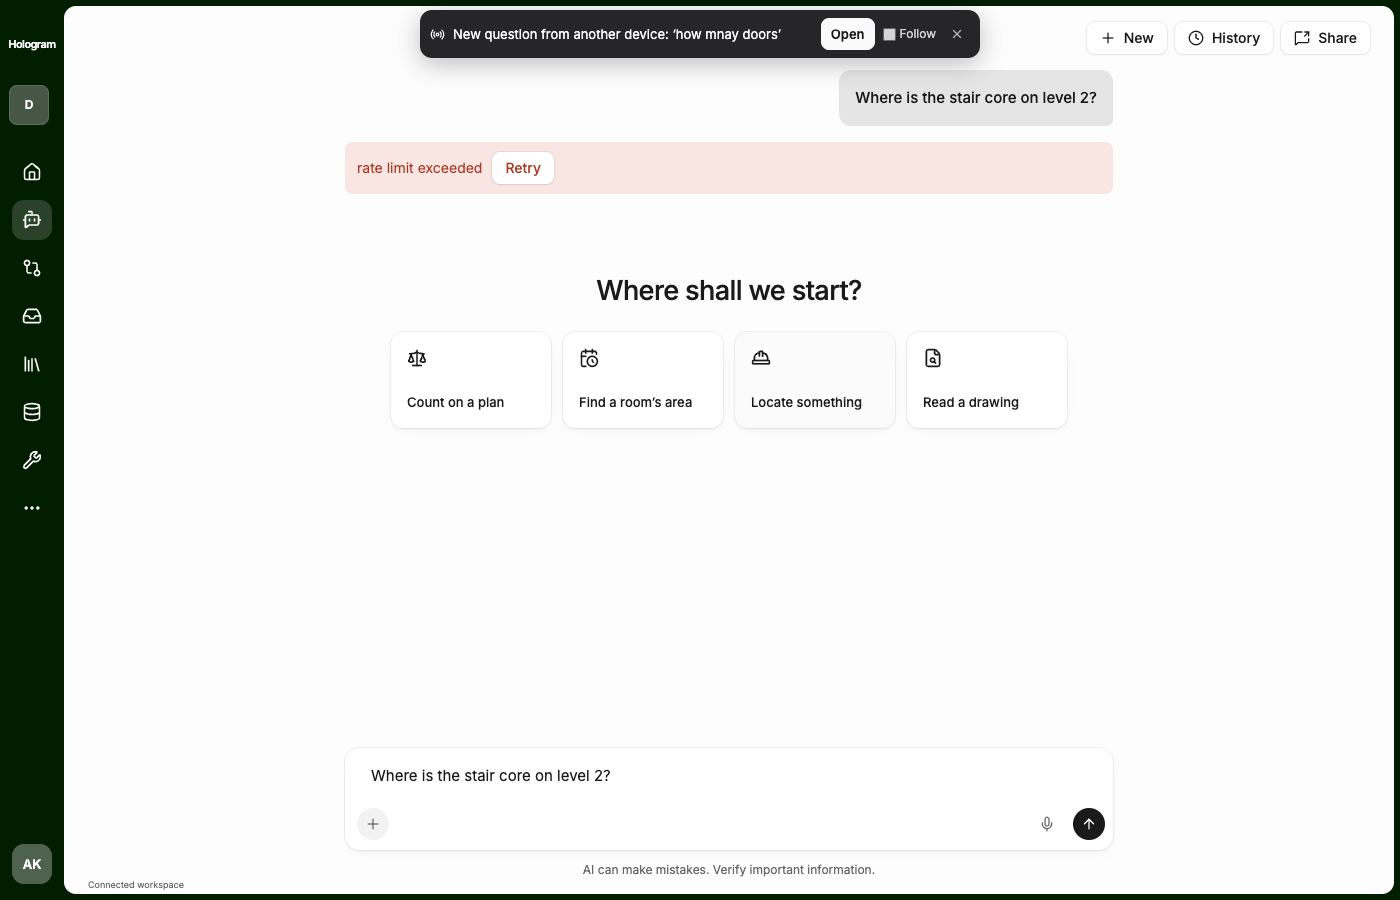 Hologram
New question from another device: ‘how mnay doors’
Open
Follow
New
History
Share
D
Where is the stair core on level 2?
rate limit exceeded
Retry
Where shall we start?
Count on a plan
Find a room’s area
Locate something
Read a drawing
Where is the stair core on level 2?
AK
AI can make mistakes. Verify important information.
Connected workspace